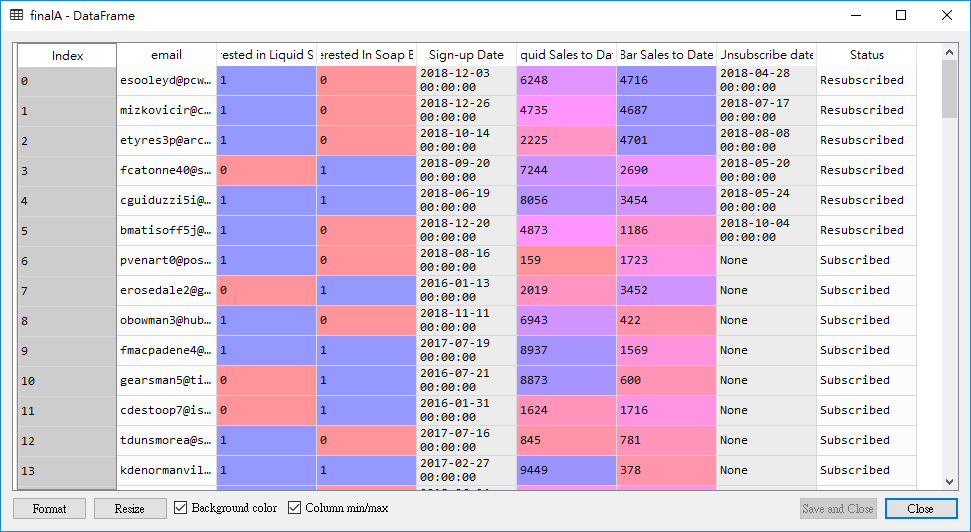 finalA - DataFrame
Index email rested in Liquid S erested In Soap B Sign-up Date quid Sales to Dat Bar Sales to Date Unsubscribe date Status
0 esooleyd@pcw… 1 0 2018-12-03 00:00:00 6248 4716 2018-04-28 00:00:00 Resubscribed
1 mizkovicir@c… 1 0 2018-12-26 00:00:00 4735 4687 2018-07-17 00:00:00 Resubscribed
2 etyres3p@arc… 1 0 2018-10-14 00:00:00 2225 4701 2018-08-08 00:00:00 Resubscribed
3 fcatonne40@s… 0 1 2018-09-20 00:00:00 7244 2690 2018-05-20 00:00:00 Resubscribed
4 cguiduzzi5i@… 1 1 2018-06-19 00:00:00 8056 3454 2018-05-24 00:00:00 Resubscribed
5 bmatisoff5j@… 1 0 2018-12-20 00:00:00 4873 1186 2018-10-04 00:00:00 Resubscribed
6 pvenart0@pos… 1 0 2018-08-16 00:00:00 159 1723 None Subscribed
7 erosedale2@g… 0 1 2016-01-13 00:00:00 2019 3452 None Subscribed
8 obowman3@hub… 1 0 2018-11-11 00:00:00 6943 422 None Subscribed
9 fmacpadene4@… 1 1 2017-07-19 00:00:00 8937 1569 None Subscribed
10 gearsman5@ti… 0 1 2016-07-21 00:00:00 8873 600 None Subscribed
11 cdestoop7@is… 0 1 2016-01-31 00:00:00 1624 1716 None Subscribed
12 tdunsmorea@s… 1 0 2017-07-16 00:00:00 845 781 None Subscribed
13 kdenormanvil… 1 1 2017-02-27 00:00:00 9449 378 None Subscribed
Format Resize Background color Column min/max Save and Close Close